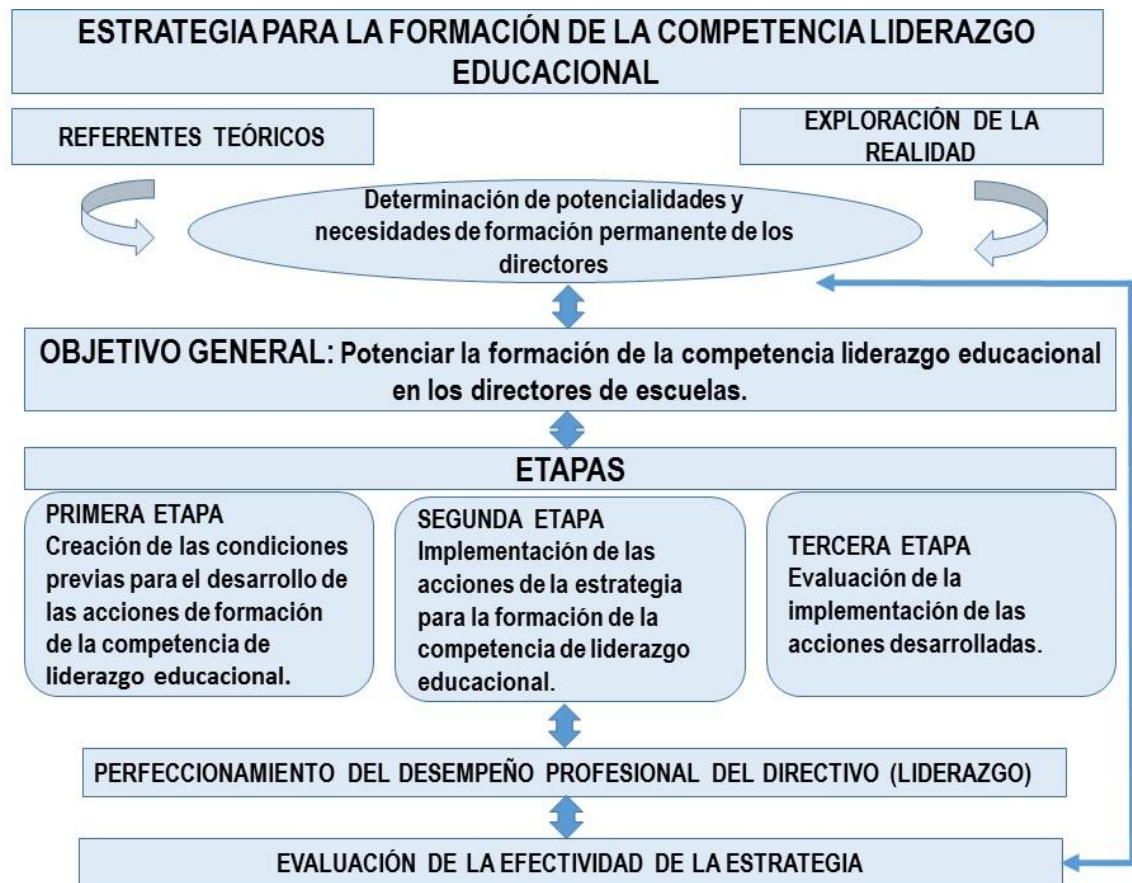 ESTRATEGIA PARA LA FORMACIÓN DE LA COMPETENCIA LIDERAZGO
EDUCACIONAL
REFERENTES TEÓRICOS
EXPLORACIÓN DE LA
REALIDAD
Determinación de potencialidades y
necesidades de formación permanente de los
directores
OBJETIVO GENERAL: Potenciar la formación de la competencia liderazgo educacional
en los directores de escuelas.
ETAPAS
PRIMERA ETAPA
Creación de las condiciones
previas para el desarrollo de
las acciones de formación
de la competencia de
liderazgo educacional.
SEGUNDA ETAPA
Implementación de las
acciones de la estrategia
para la formación de la
competencia de liderazgo
educacional.
TERCERA ETAPA
Evaluación de la
implementación de las
acciones desarrolladas.
PERFECCIONAMIENTO DEL DESEMPEÑO PROFESIONAL DEL DIRECTIVO (LIDERAZGO)
EVALUACIÓN DE LA EFECTIVIDAD DE LA ESTRATEGIA